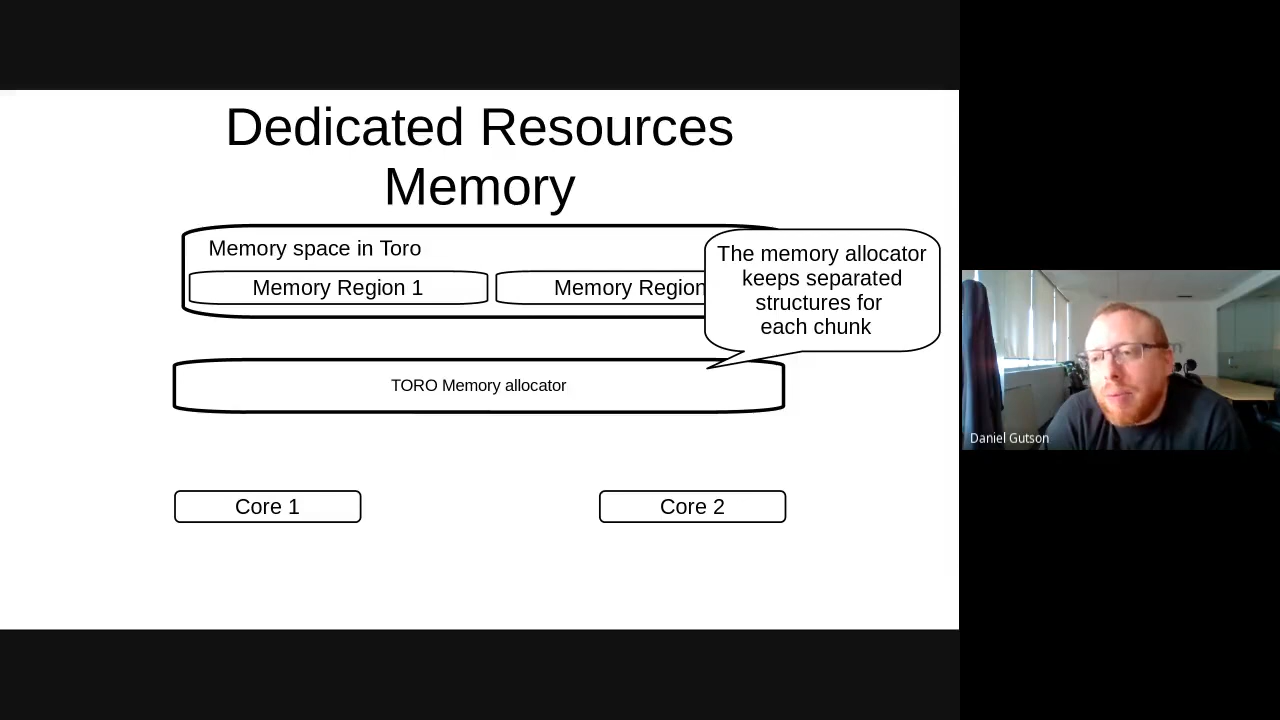 Dedicated Resources
Memory
Memory space in Toro
Memory Region 1
Memory Region
The memory allocator
keeps separated
structures for
each chunk
TORO Memory allocator
Core 1
Core 2
Daniel Gutson